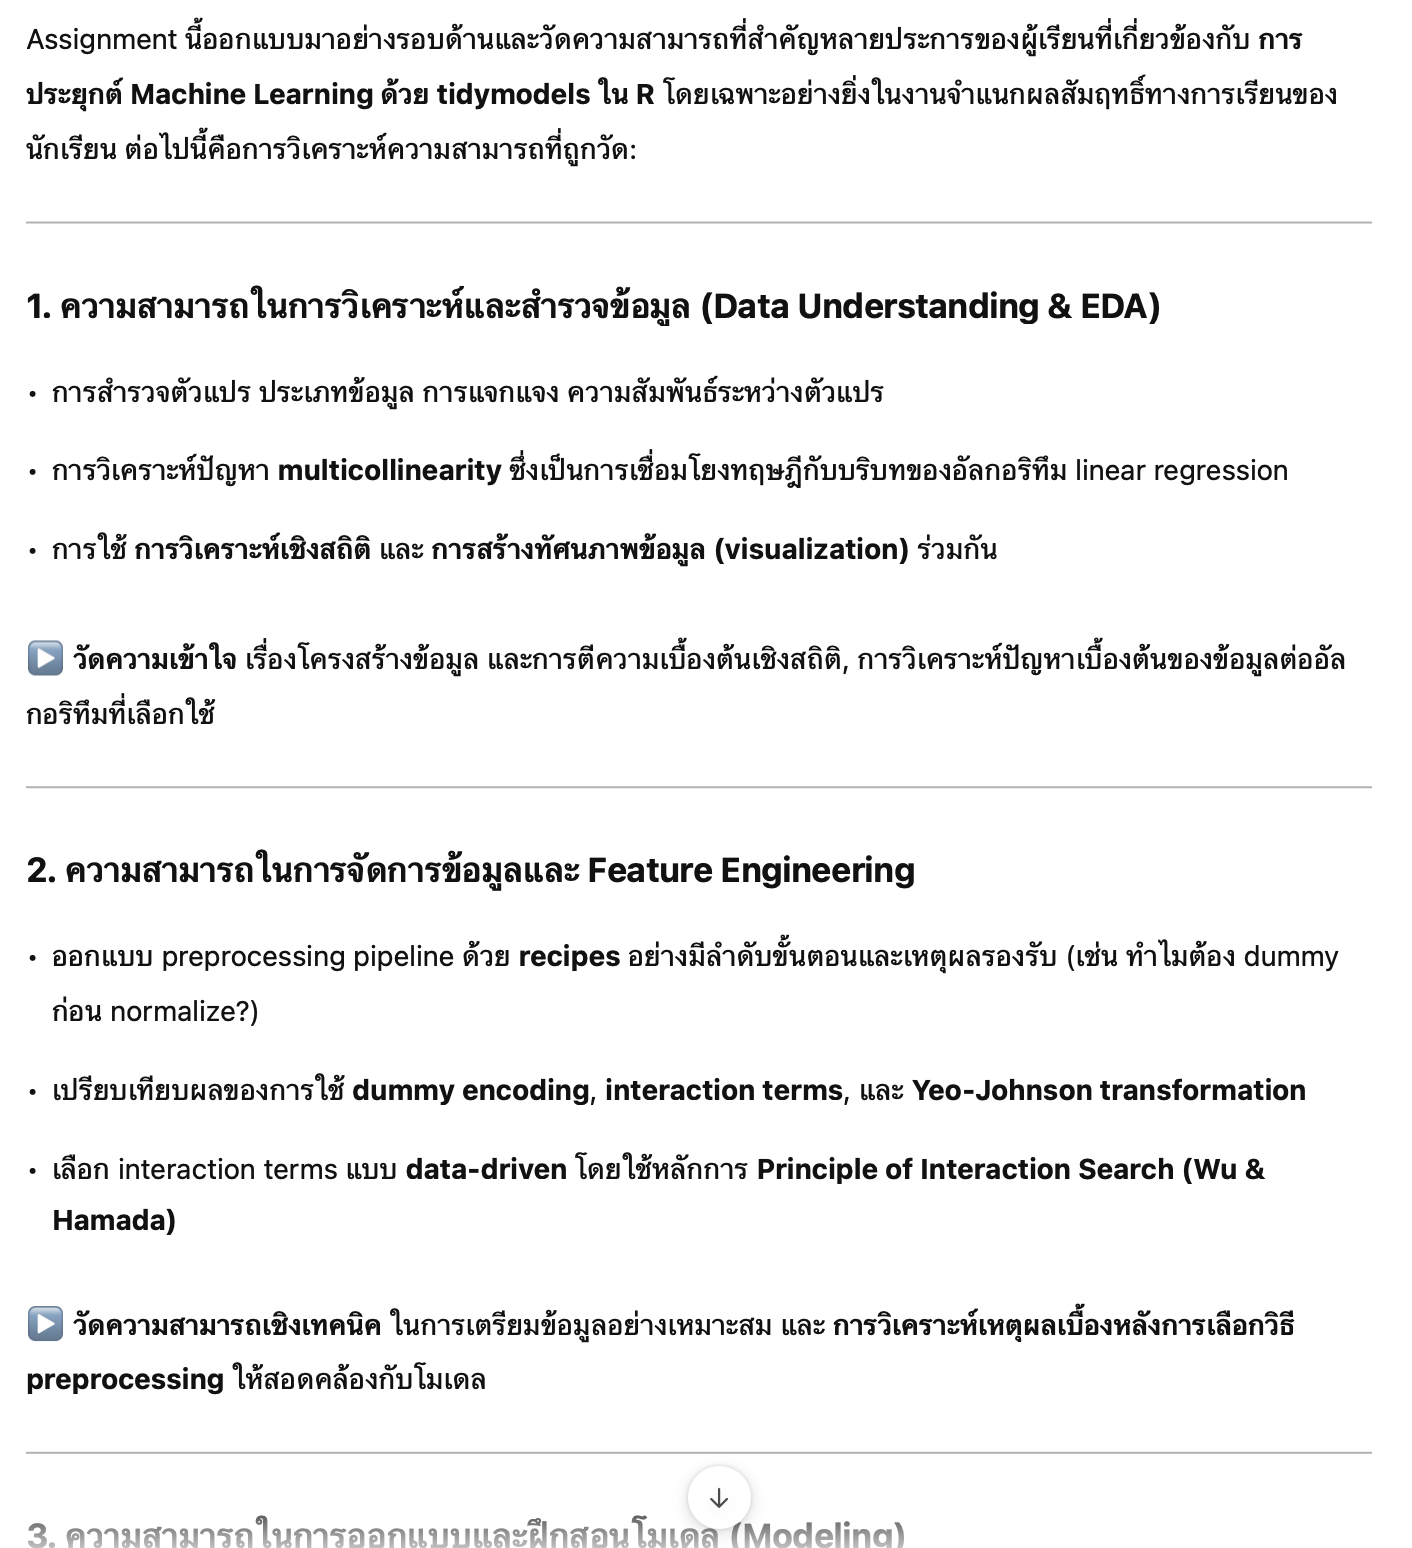 Assignment นี้ออกแบบมาอย่างรอบด้านและวัดความสามารถที่สำคัญหลายประการของผู้เรียนที่เกี่ยวข้องกับ การ
ประยุกต์ Machine Learning ด้วย tidymodels ใน R โดยเฉพาะอย่างยิ่งในงานจำแนกผลสัมฤทธิ์ทางการเรียนของ
นักเรียน ต่อไปนี้คือการวิเคราะห์ความสามารถที่ถูกวัด:
1. ความสามารถในการวิเคราะห์และสำรวจข้อมูล (Data Understanding & EDA)
• การสำรวจตัวแปร ประเภทข้อมูล การแจกแจง ความสัมพันธ์ระหว่างตัวแปร
• การวิเคราะห์ปัญหา multicollinearity ซึ่งเป็นการเชื่อมโยงทฤษฎีกับบริบทของอัลกอริทึม linear regression
• การใช้ การวิเคราะห์เชิงสถิติ และ การสร้างทัศนภาพข้อมูล (visualization) ร่วมกัน
▶️ วัดความเข้าใจ เรื่องโครงสร้างข้อมูล และการตีความเบื้องต้นเชิงสถิติ, การวิเคราะห์ปัญหาเบื้องต้นของข้อมูลต่ออัล
กอริทึมที่เลือกใช้
2. ความสามารถในการจัดการข้อมูลและ Feature Engineering
• ออกแบบ preprocessing pipeline ด้วย recipes อย่างมีลำดับขั้นตอนและเหตุผลรองรับ (เช่น ทำไมต้อง dummy
ก่อน normalize?)
• เปรียบเทียบผลของการใช้ dummy encoding, interaction terms, และ Yeo-Johnson transformation
• เลือก interaction terms แบบ data-driven โดยใช้หลักการ Principle of Interaction Search (Wu &
Hamada)
▶️ วัดความสามารถเชิงเทคนิค ในการเตรียมข้อมูลอย่างเหมาะสม และ การวิเคราะห์เหตุผลเบื้องหลังการเลือกวิธี
preprocessing ให้สอดคล้องกับโมเดล
3. ความสามารถในการออกแบบและฝึกสอนโมเดล (Modeling)